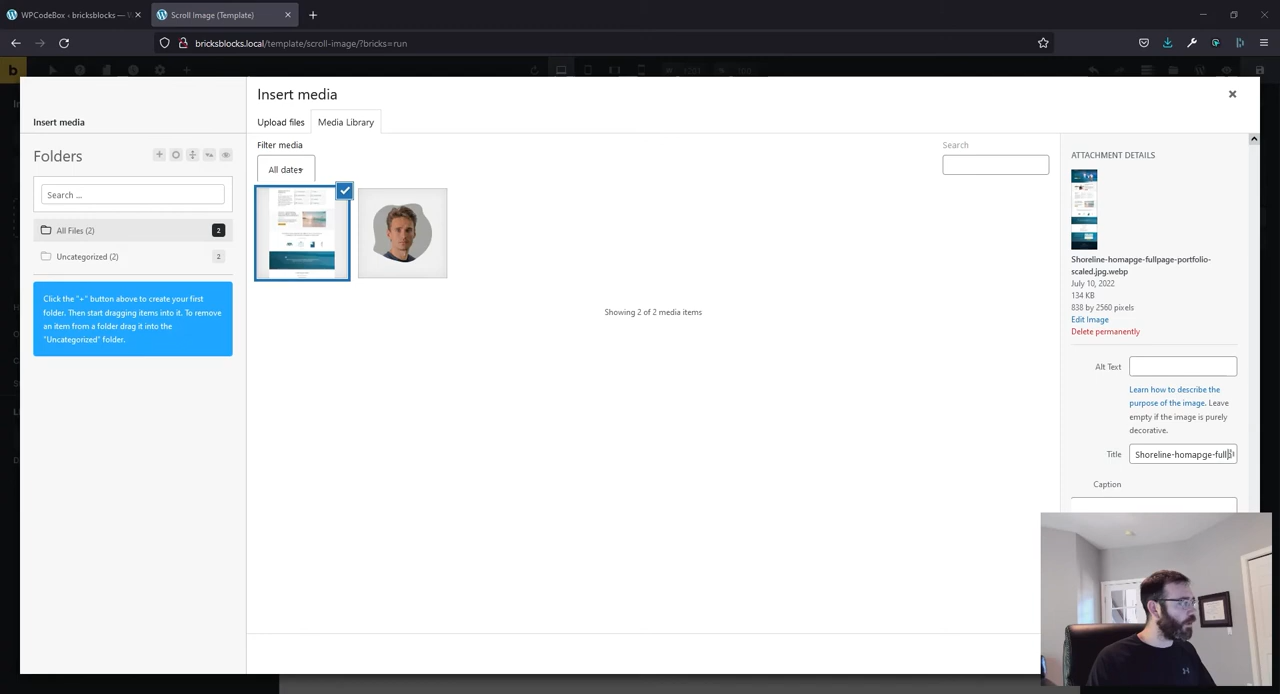 WPCodeBox ‹ bricksblocks — V
Scroll Image (Template)
bricksblocks.local/template/scroll-image/?bricks=run
b
Insert media
Insert media
Upload files
Media Library
Folders
Filter media
Search
All dates
Search ...
All Files (2)
2
Uncategorized (2)
2
Click the "+" button above to create your first
folder. Then start dragging items into it. To remove
an item from a folder drag it into the
"Uncategorized" folder.
Showing 2 of 2 media items
ATTACHMENT DETAILS
Shoreline-homapge-fullpage-portfolio-
scaled.jpg.webp
July 10, 2022
134 KB
838 by 2560 pixels
Edit Image
Delete permanently
Alt Text
Learn how to describe the
purpose of the image. Leave
empty if the image is purely
decorative.
Title
Shoreline-homapge-fullp
Caption